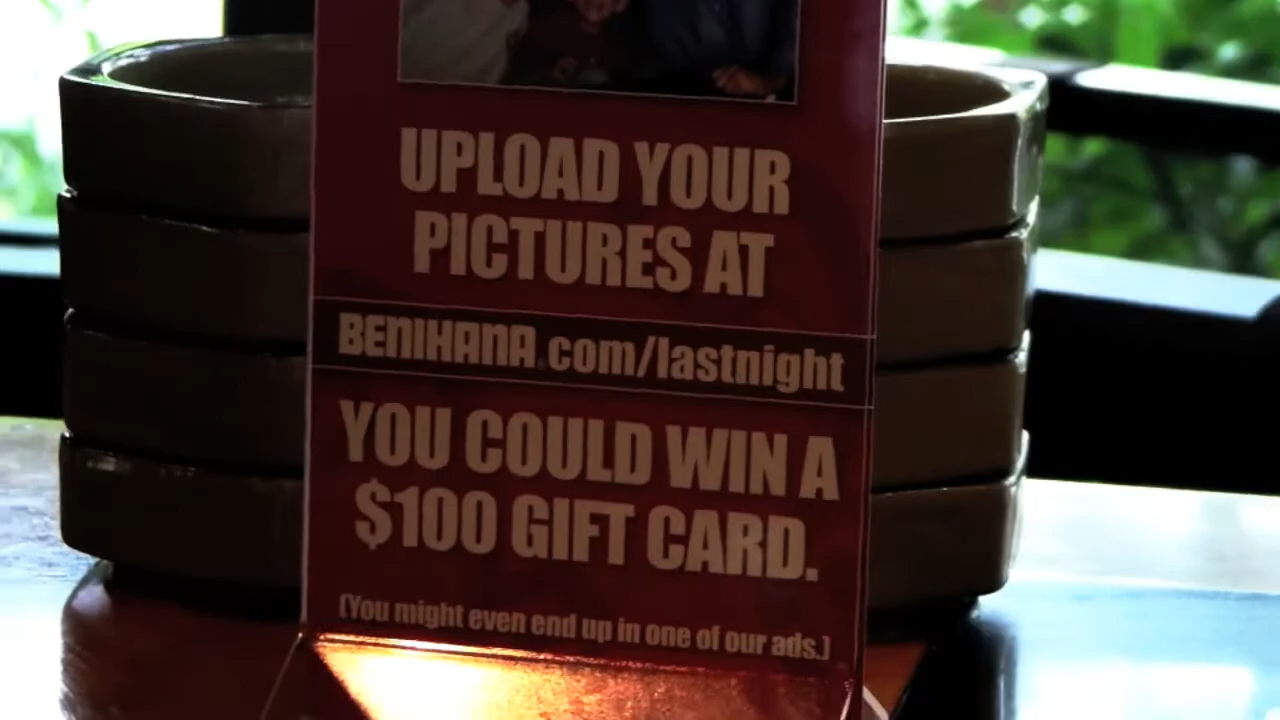 UPLOAD YOUR
PICTURES AT
BENIHANA.com/lastnight
YOU COULD WIN A
$100 GIFT CARD.
(You might even end up in one of our ads.)